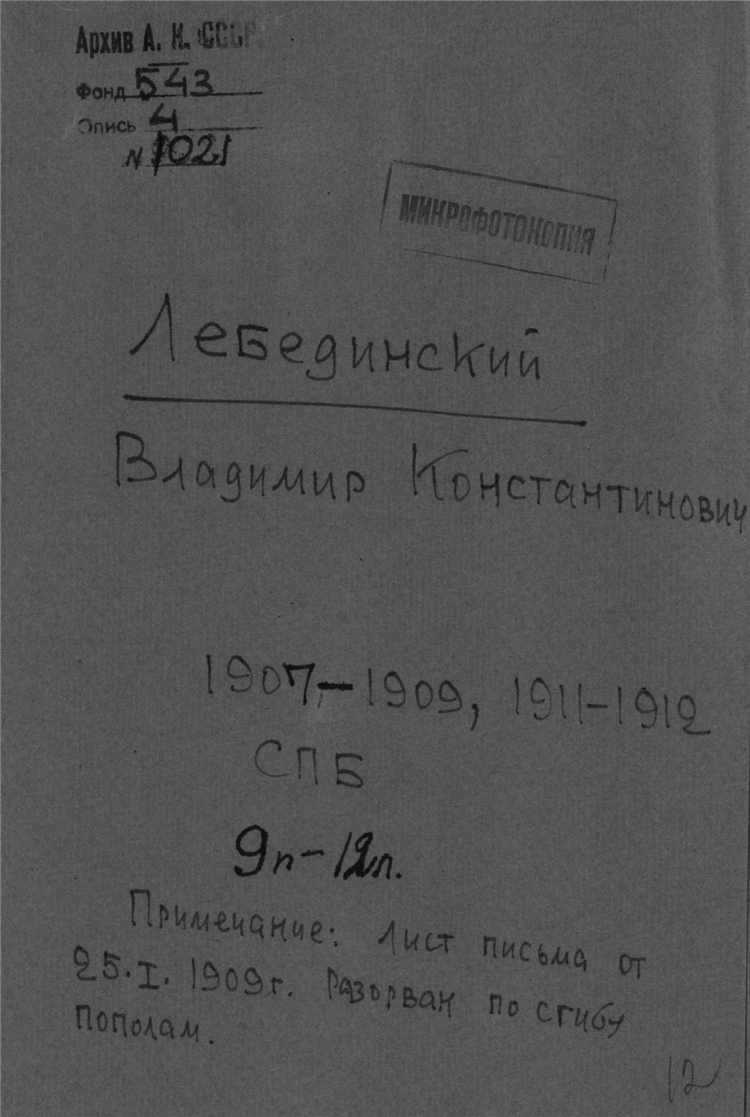 Архив А. Н. СССР
Фонд 543
Опись 4
N 1021
МИКРОФОТОКОПИЯ
Лебединский
Владимир Константинович
1907–1909, 1911–1912
СПБ
9п–12л.
Примечание: Лист письма от
25.I. 1909г. Разорван по сгибу
пополам.
12